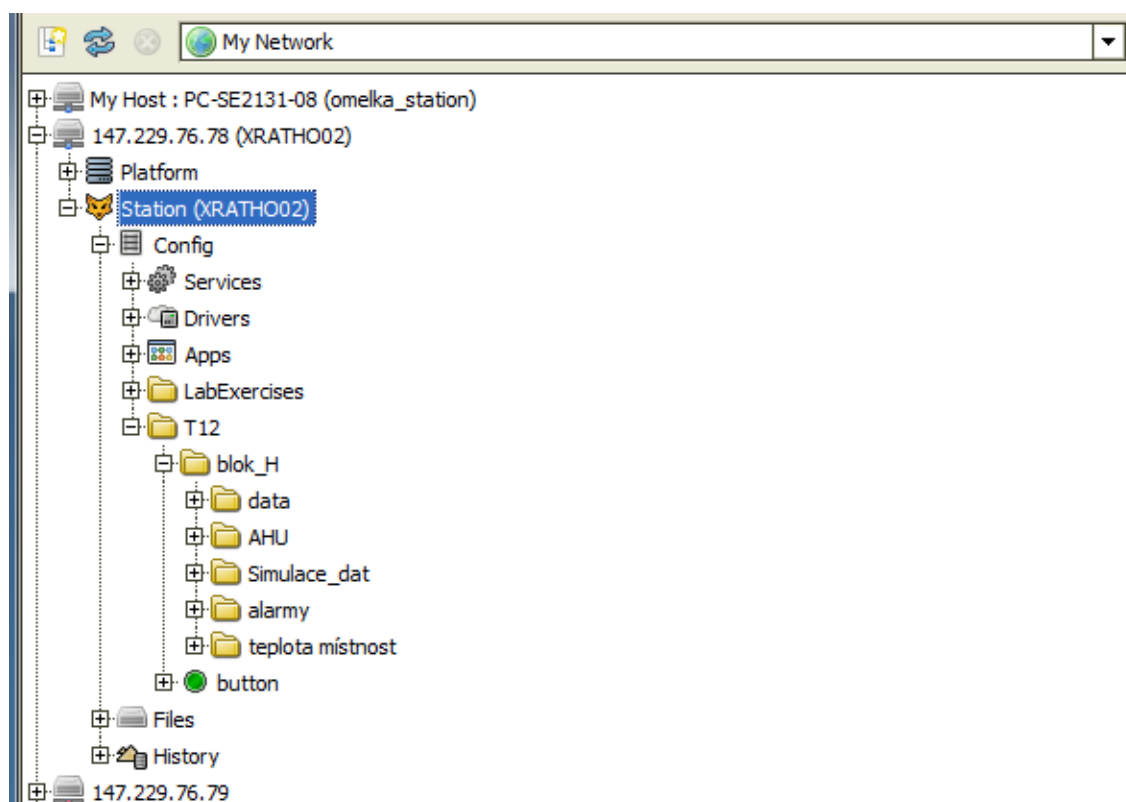 My Network
My Host : PC-SE2131-08 (omelka_station)
147.229.76.78 (XRATHO02)
Platform
Station (XRATHO02)
Config
Services
Drivers
Apps
LabExercises
T12
blok_H
data
AHU
Simulace_dat
alarmy
teplota místnost
button
Files
History
147.229.76.79